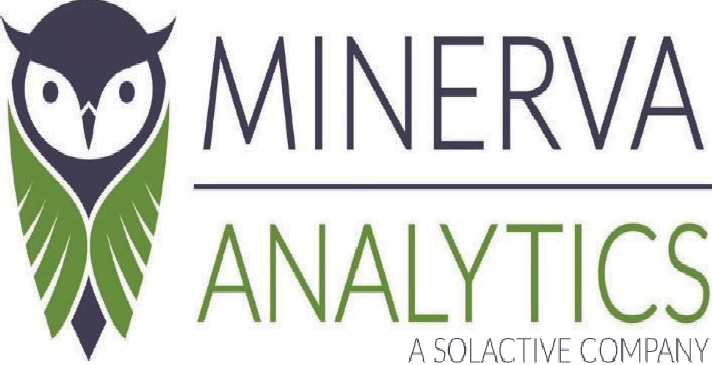 MINERVA
ANALYTICS
A SOLACTIVE COMPANY